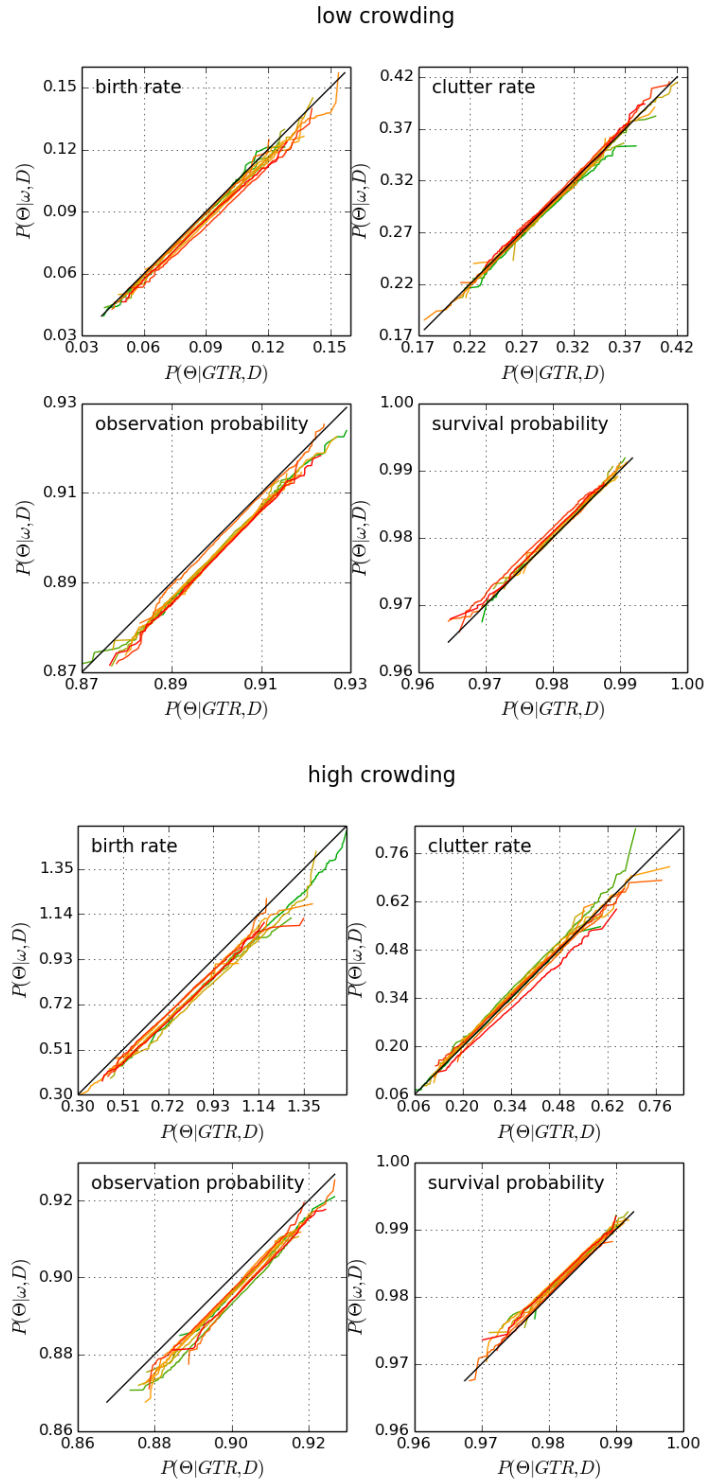 low crowding
birth rate
0.15
0.12
0.09
0.06
0.03
0.03 0.06 0.09 0.12 0.15
P(Θ|ω,D)
P(Θ|GTR,D)
clutter rate
0.42
0.37
0.32
0.27
0.22
0.17
0.17 0.22 0.27 0.32 0.37 0.42
P(Θ|ω,D)
P(Θ|GTR,D)
observation probability
0.93
0.91
0.89
0.87
0.87 0.89 0.91 0.93
P(Θ|ω,D)
P(Θ|GTR,D)
survival probability
1.00
0.99
0.98
0.97
0.96
0.96 0.97 0.98 0.99 1.00
P(Θ|ω,D)
P(Θ|GTR,D)
high crowding
birth rate
1.35
1.14
0.93
0.72
0.51
0.30
0.30 0.51 0.72 0.93 1.14 1.35
P(Θ|ω,D)
P(Θ|GTR,D)
clutter rate
0.76
0.62
0.48
0.34
0.20
0.06
0.06 0.20 0.34 0.48 0.62 0.76
P(Θ|ω,D)
P(Θ|GTR,D)
observation probability
0.92
0.90
0.88
0.86
0.86 0.88 0.90 0.92
P(Θ|ω,D)
P(Θ|GTR,D)
survival probability
1.00
0.99
0.98
0.97
0.96
0.96 0.97 0.98 0.99 1.00
P(Θ|ω,D)
P(Θ|GTR,D)